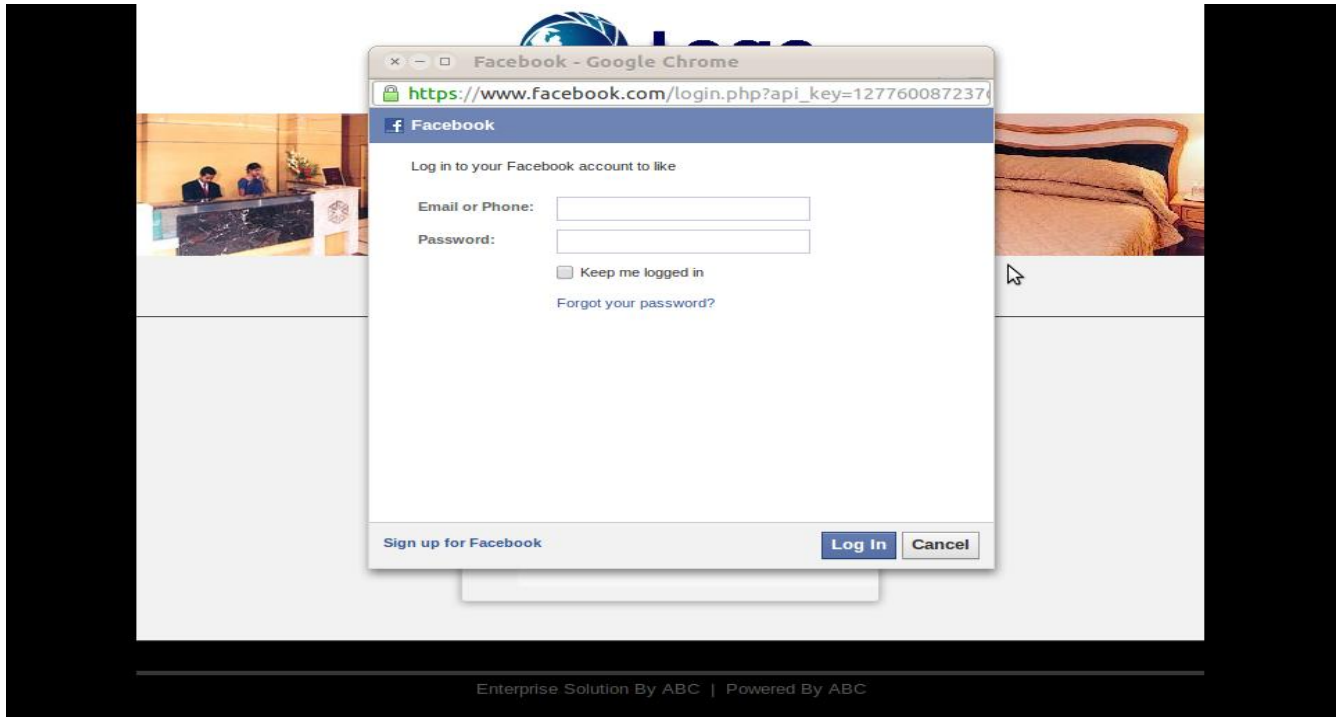 Logo
Facebook - Google Chrome
https://www.facebook.com/login.php?api_key=127760087237
f Facebook
Log in to your Facebook account to like
Email or Phone:
Password:
Keep me logged in
Forgot your password?
Sign up for Facebook
Log In
Cancel
Enterprise Solution By ABC | Powered By ABC